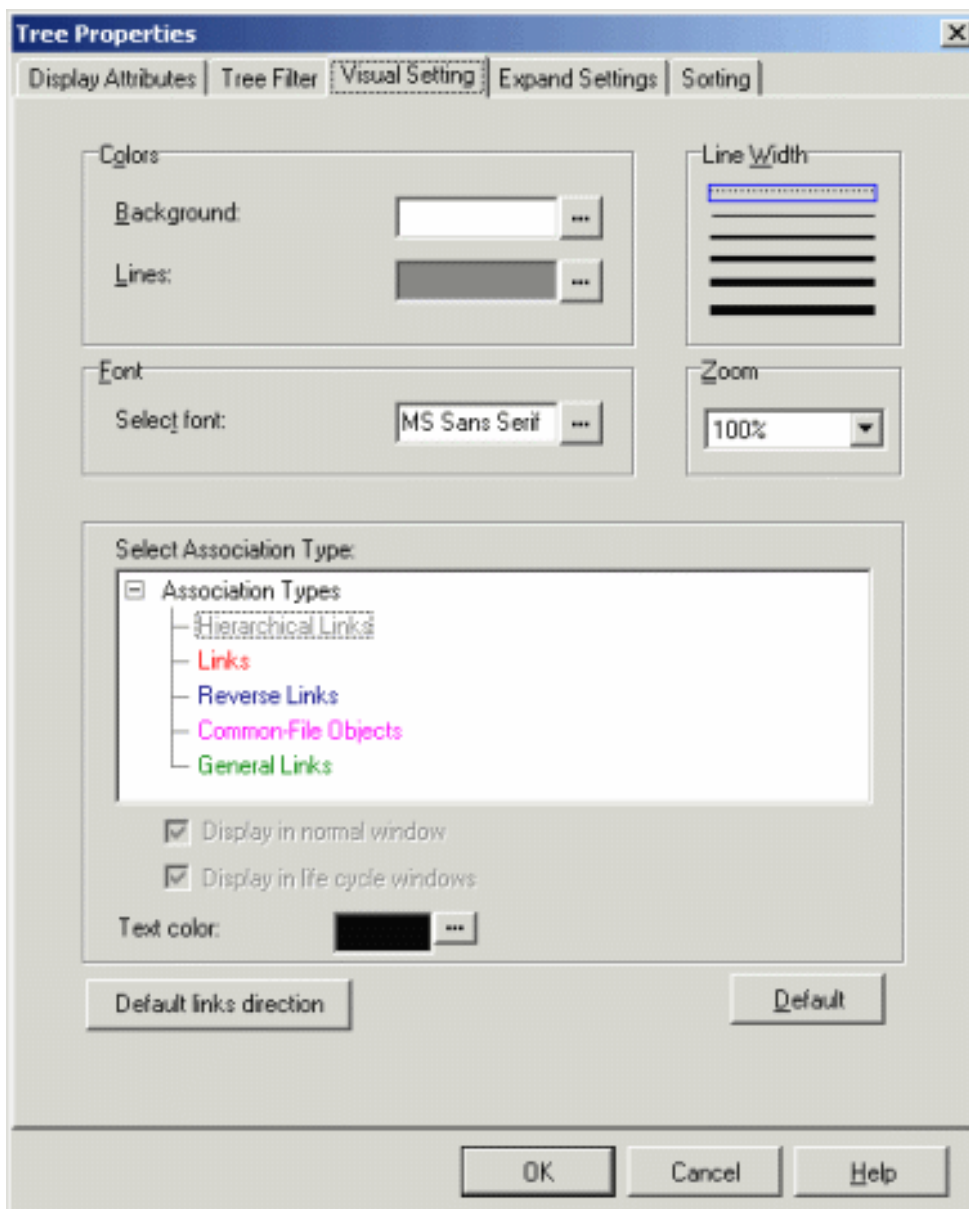 Tree Properties
Display Attributes Tree Filter Visual Setting Expand Settings Sorting
Colors
Background:
Lines:
Line Width
Font
Select font: MS Sans Serif
Zoom
100%
Select Association Type:
Association Types
Hierarchical Links
Links
Reverse Links
Common-File Objects
General Links
Display in normal window
Display in life cycle windows
Text color:
Default links direction
Default
OK Cancel Help